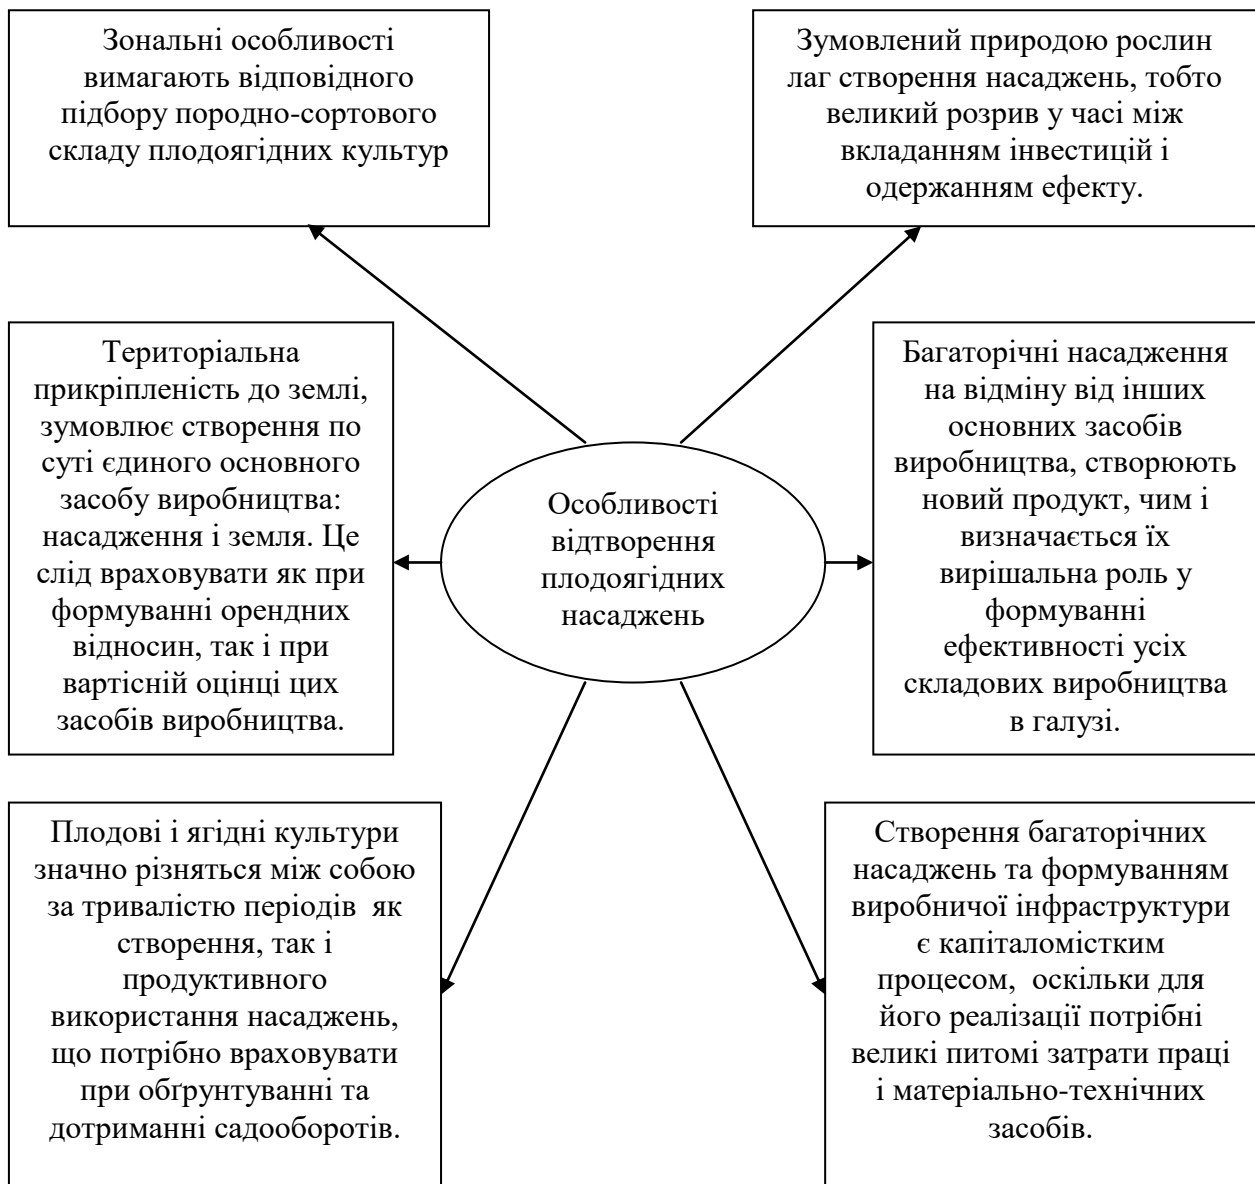 Зональні особливості
вимагають відповідного
підбору породно-сортового
складу плодоягідних культур
Зумовлений природою рослин
лаг створення насаджень, тобто
великий розрив у часі між
вкладанням інвестицій і
одержанням ефекту.
Територіальна
прикріпленість до землі,
зумовлює створення по
суті єдиного основного
засобу виробництва:
насадження і земля. Це
слід враховувати як при
формуванні орендних
відносин, так і при
вартісній оцінці цих
засобів виробництва.
Особливості
відтворення
плодоягідних
насаджень
Багаторічні насадження
на відміну від інших
основних засобів
виробництва, створюють
новий продукт, чим і
визначається їх
вирішальна роль у
формуванні
ефективності усіх
складових виробництва
в галузі.
Плодові і ягідні культури
значно різняться між собою
за тривалістю періодів як
створення, так і
продуктивного
використання насаджень,
що потрібно враховувати
при обґрунтуванні та
дотриманні садооборотів.
Створення багаторічних
насаджень та формуванням
виробничої інфраструктури
є капіталомістким
процесом, оскільки для
його реалізації потрібні
великі питомі затрати праці
і матеріально-технічних
засобів.